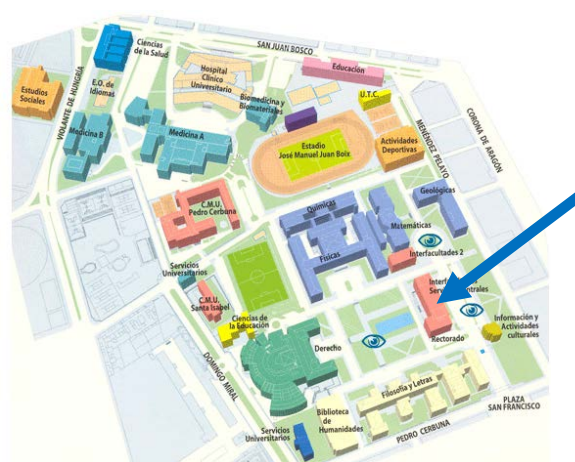 SAN JUAN BOSCO
Ciencias
de la Salud
Educación
Hospital
Clínico
Universitario
U.T.C.
E.O. de
Idiomas
Estudios
Sociales
VIOLANTE DE HUNGRÍA
Biomedicina y
Biomateriales
CORONA DE ARAGÓN
MENÉNDEZ PELAYO
Medicina B
Medicina A
Estadio
José Manuel Juan Boix
Actividades
Deportivas
Geológicas
C.M.U.
Pedro Cerbuna
Químicas
Matemáticas
Físicas
Interfacultades 2
Servicios
Universitarios
C.M.U.
Santa Isabel
Rectorado
Información y
Actividades
culturales
Ciencias de
la Educación
Derecho
DOMINGO MIRAL
Filosofía y Letras
PLAZA
SAN FRANCISCO
Biblioteca
de
Humanidades
Servicios
Universitarios
PEDRO CERBUNA